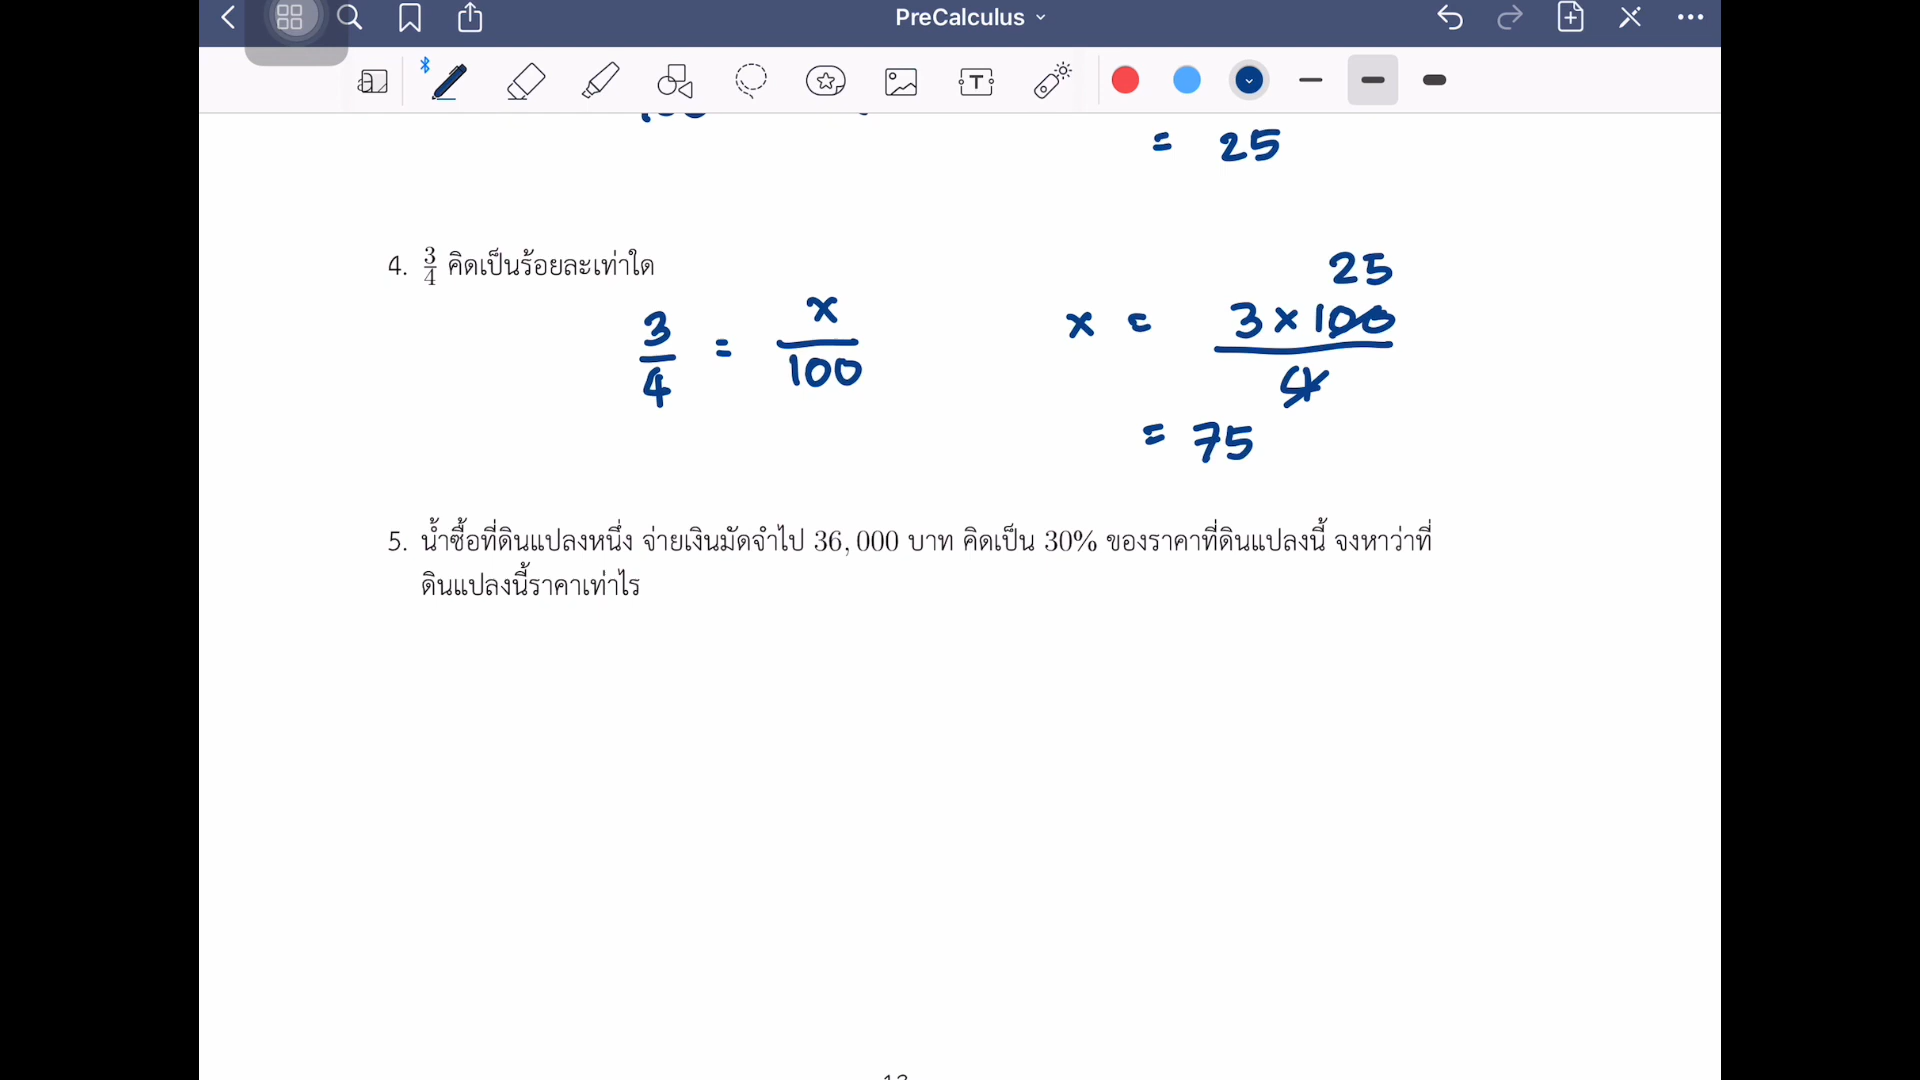 PreCalculus
= 25
4. 3/4 คิดเป็นร้อยละเท่าใด
3/4 = x/100
25
x = 3 x 100 / 4
= 75
5. น้ำซื้อที่ดินแปลงหนึ่ง จ่ายเงินมัดจำไป 36,000 บาท คิดเป็น 30% ของราคาที่ดินแปลงนี้ จงหาว่าที่
ดินแปลงนี้ราคาเท่าไร